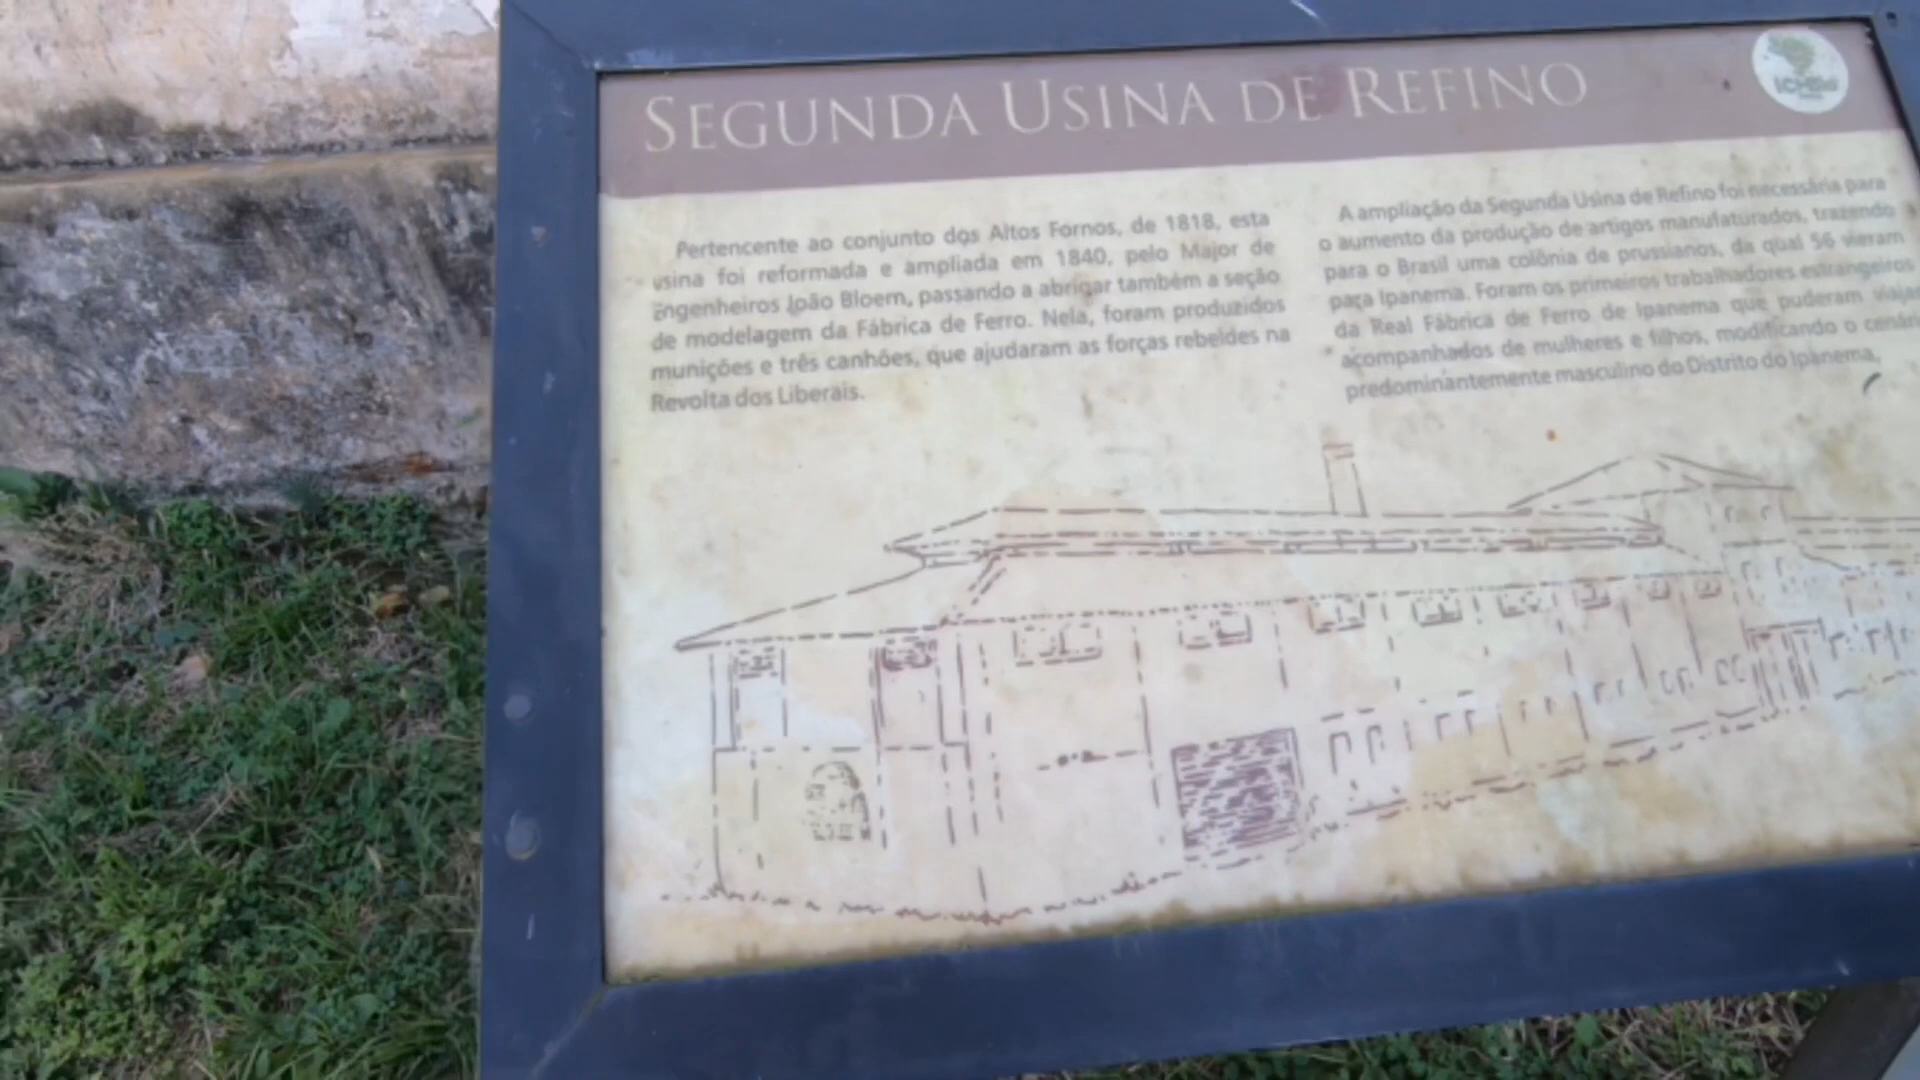 SEGUNDA USINA DE REFINO
ICMBio
Pertencente ao conjunto dos Altos Fornos, de 1818, esta
usina foi reformada e ampliada em 1840, pelo Major de
Engenheiros João Bloem, passando a abrigar também a seção
de modelagem da Fábrica de Ferro. Nela, foram produzidos
munições e três canhões, que ajudaram as forças rebeldes na
Revolta dos Liberais.
A ampliação da Segunda Usina de Refino foi necessária para
o aumento da produção de artigos manufaturados, trazendo
para o Brasil uma colônia de prussianos, da qual 56 vieram
paça Ipanema. Foram os primeiros trabalhadores estrangeiros
da Real Fábrica de Ferro de Ipanema que puderam viajar
acompanhados de mulheres e filhos, modificando o cenári
predominantemente masculino do Distrito do Ipanema,